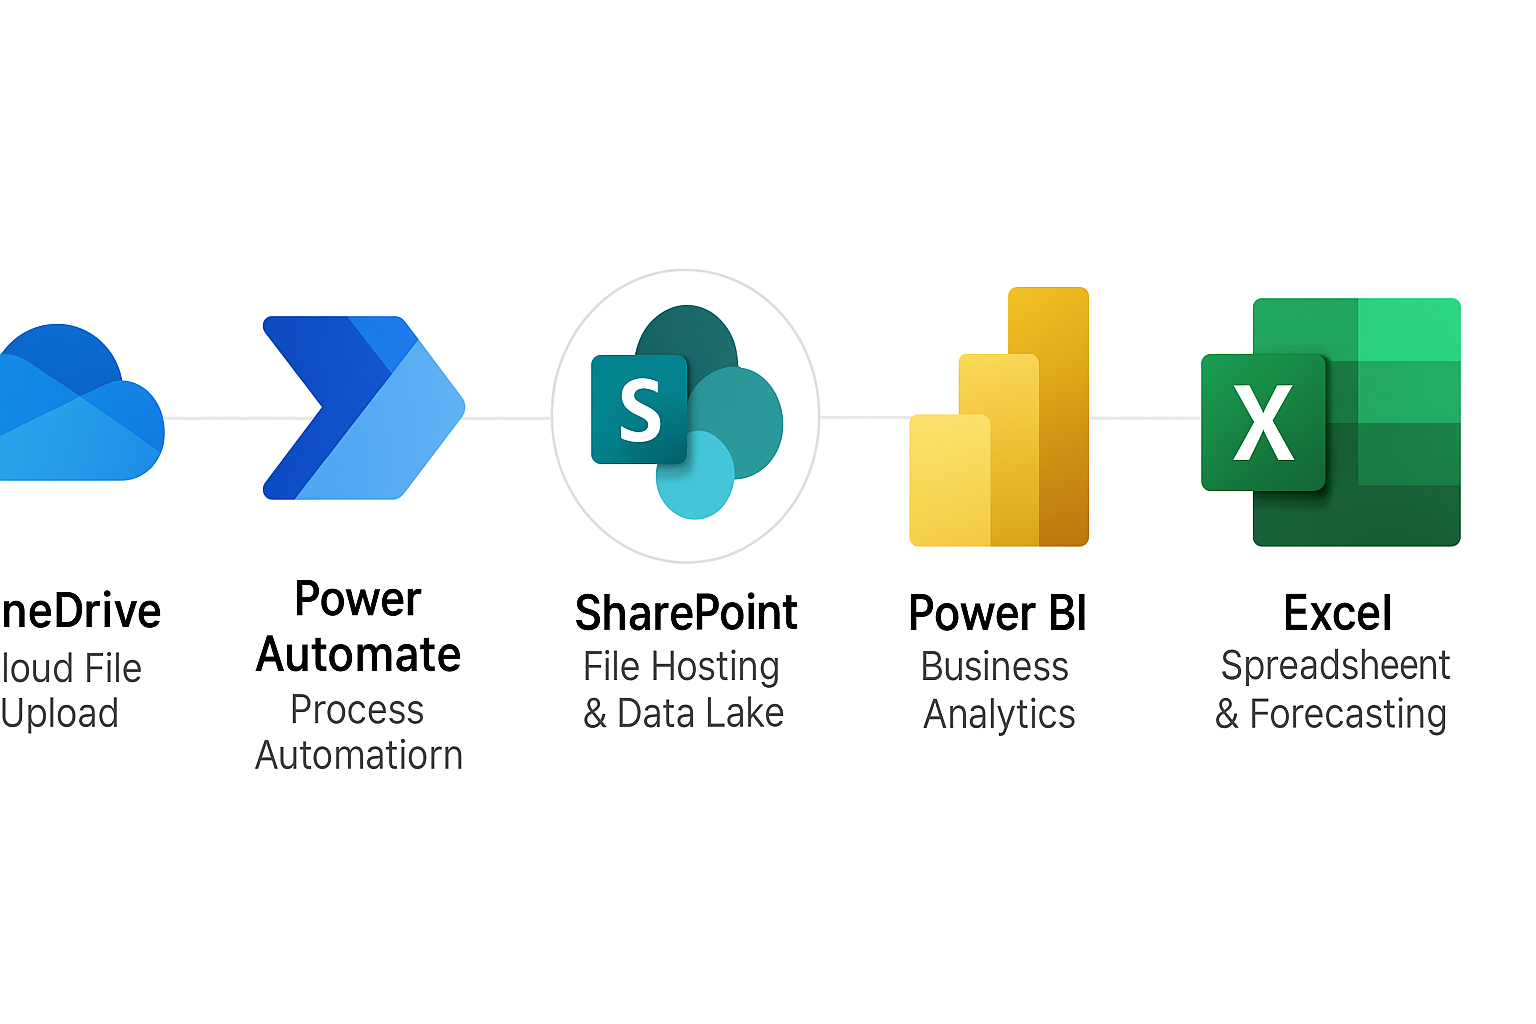 neDrive
loud File
Upload
Power
Automate
Process
Automatiorn
S
SharePoint
File Hosting
& Data Lake
Power BI
Business
Analytics
X
Excel
Spreadsheent
& Forecasting